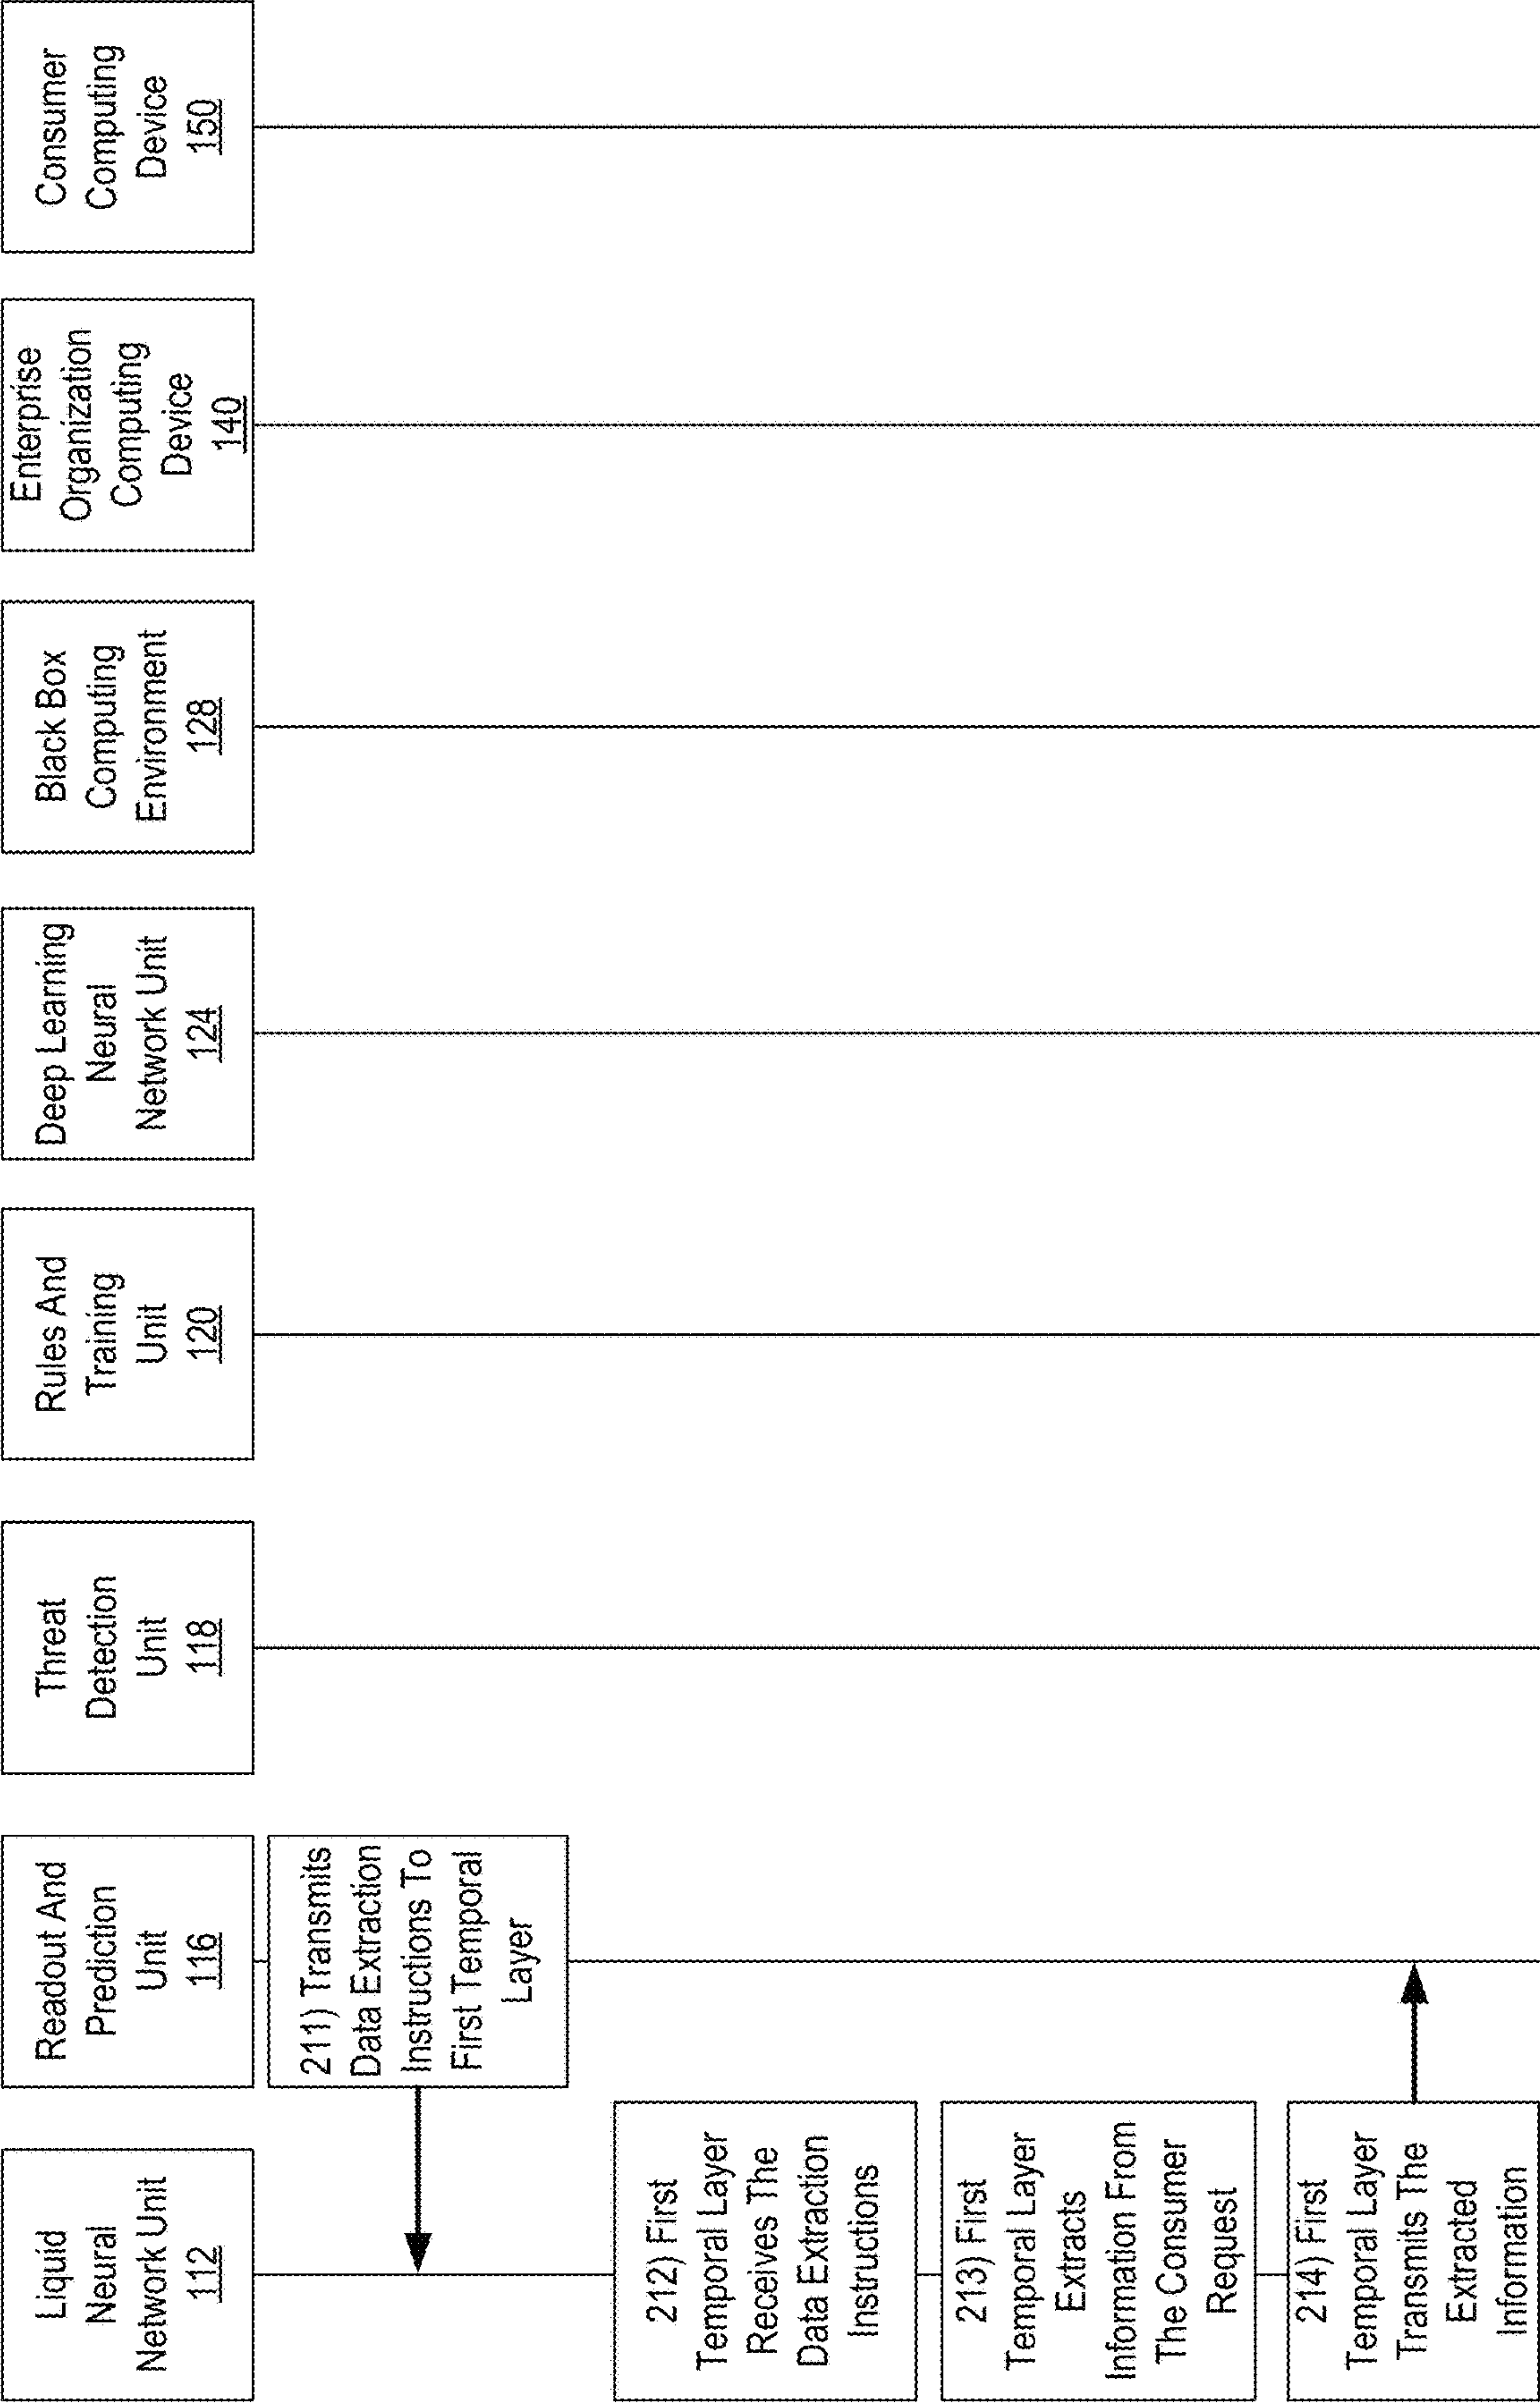 Liquid
Neural
Network Unit
112
Readout And
Prediction
Unit
116
Threat
Detection
Unit
118
Rules And
Training
Unit
120
Deep Learning
Neural
Network Unit
124
Black Box
Computing
Environment
128
Enterprise
Organization
Computing
Device
140
Consumer
Computing
Device
150
211) Transmits
Data Extraction
Instructions To
First Temporal
Layer
212) First
Temporal Layer
Receives The
Data Extraction
Instructions
213) First
Temporal Layer
Extracts
Information From
The Consumer
Request
214) First
Temporal Layer
Transmits The
Extracted
Information